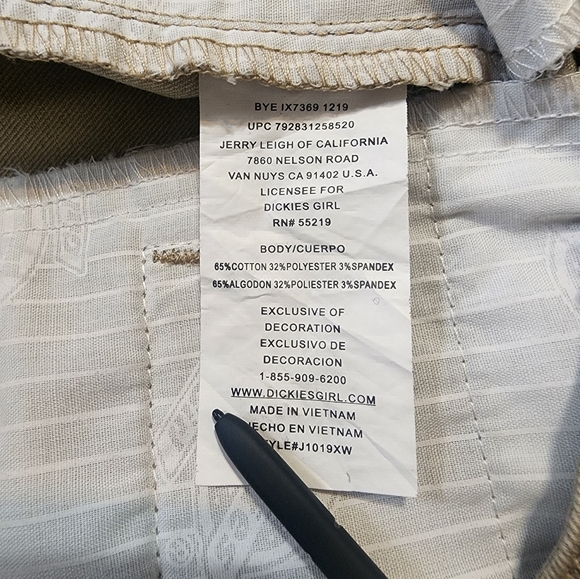 BYE IX7369 1219
UPC 792831258520
JERRY LEIGH OF CALIFORNIA
7860 NELSON ROAD
VAN NUYS CA 91402 U.S.A.
LICENSEE FOR
DICKIES GIRL
RN# 55219
BODY/CUERPO
65%COTTON 32%POLYESTER 3%SPANDEX
65%ALGODON 32%POLIESTER 3%SPANDEX
EXCLUSIVE OF
DECORATION
EXCLUSIVO DE
DECORACION
1-855-909-6200
WWW.DICKIESGIRL.COM
MADE IN VIETNAM
ECHO EN VIETNAM
YLE#J1019XW